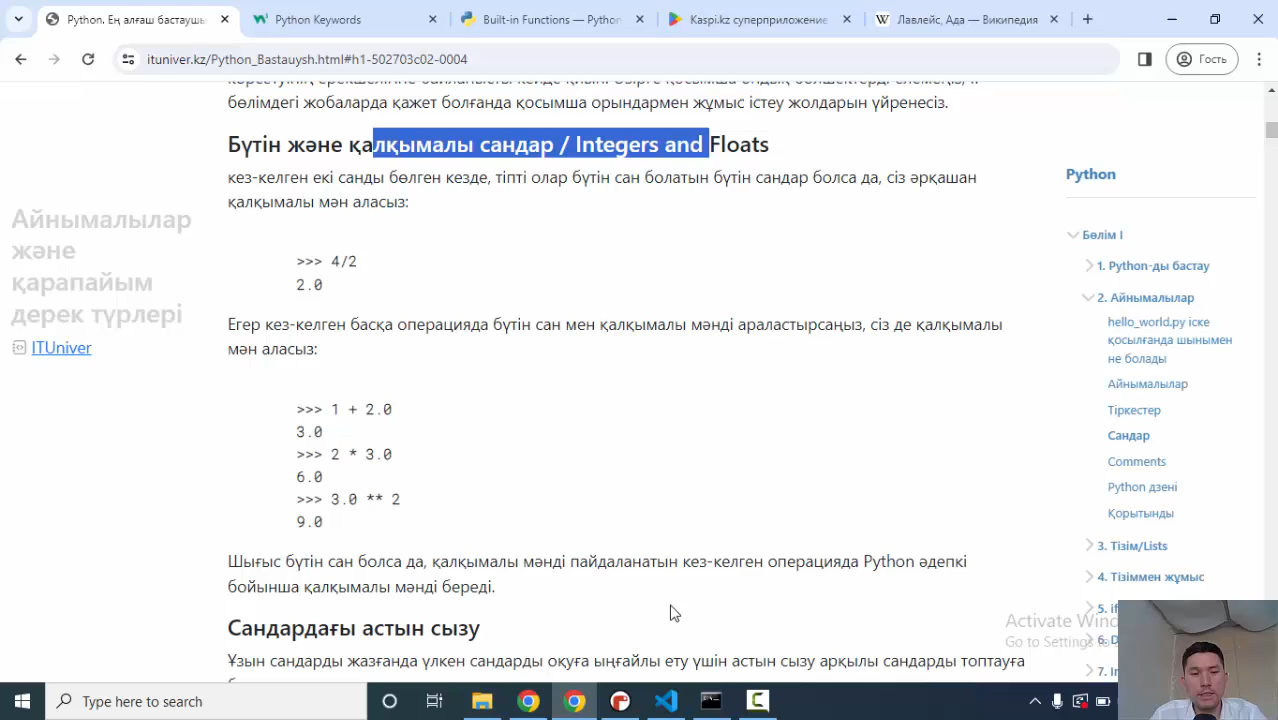 Python. Ең алғаш бастаушы
Python Keywords
Built-in Functions — Python
Kaspi.kz суперприложение
Лавлейс, Ада — Википедия
ituniver.kz/Python_Bastauysh.html#h1-502703c02-0004
Гость
бөлімдегі жобаларда қажет болғанда қосымша орындармен жұмыс істеу жолдарын үйренесіз.
Бүтін және қалқымалы сандар / Integers and Floats
кез-келген екі санды бөлген кезде, тіпті олар бүтін сан болатын бүтін сандар болса да, сіз әрқашан
қалқымалы мән аласыз:
>>> 4/2
2.0
Егер кез-келген басқа операцияда бүтін сан мен қалқымалы мәнді араластырсаңыз, сіз де қалқымалы
мән аласыз:
>>> 1 + 2.0
3.0
>>> 2 * 3.0
6.0
>>> 3.0 ** 2
9.0
Шығыс бүтін сан болса да, қалқымалы мәнді пайдаланатын кез-келген операцияда Python әдепкі
бойынша қалқымалы мәнді береді.
Сандардағы астын сызу
Ұзын сандарды жазғанда үлкен сандарды оқуға ыңғайлы ету үшін астын сызу арқылы сандарды топтауға
Айнымалылар
және
қарапайым
дерек түрлері
ITUniver
Python
Бөлім I
1. Python-ды бастау
2. Айнымалылар
hello_world.py іске
қосылғанда шынымен
не болады
Айнымалылар
Тіркестер
Сандар
Comments
Python дзені
Қорытынды
3. Тізім/Lists
4. Тізіммен жұмыс
5. if
6. D
7. In
Activate Wind
Go to Settings to
Type here to search